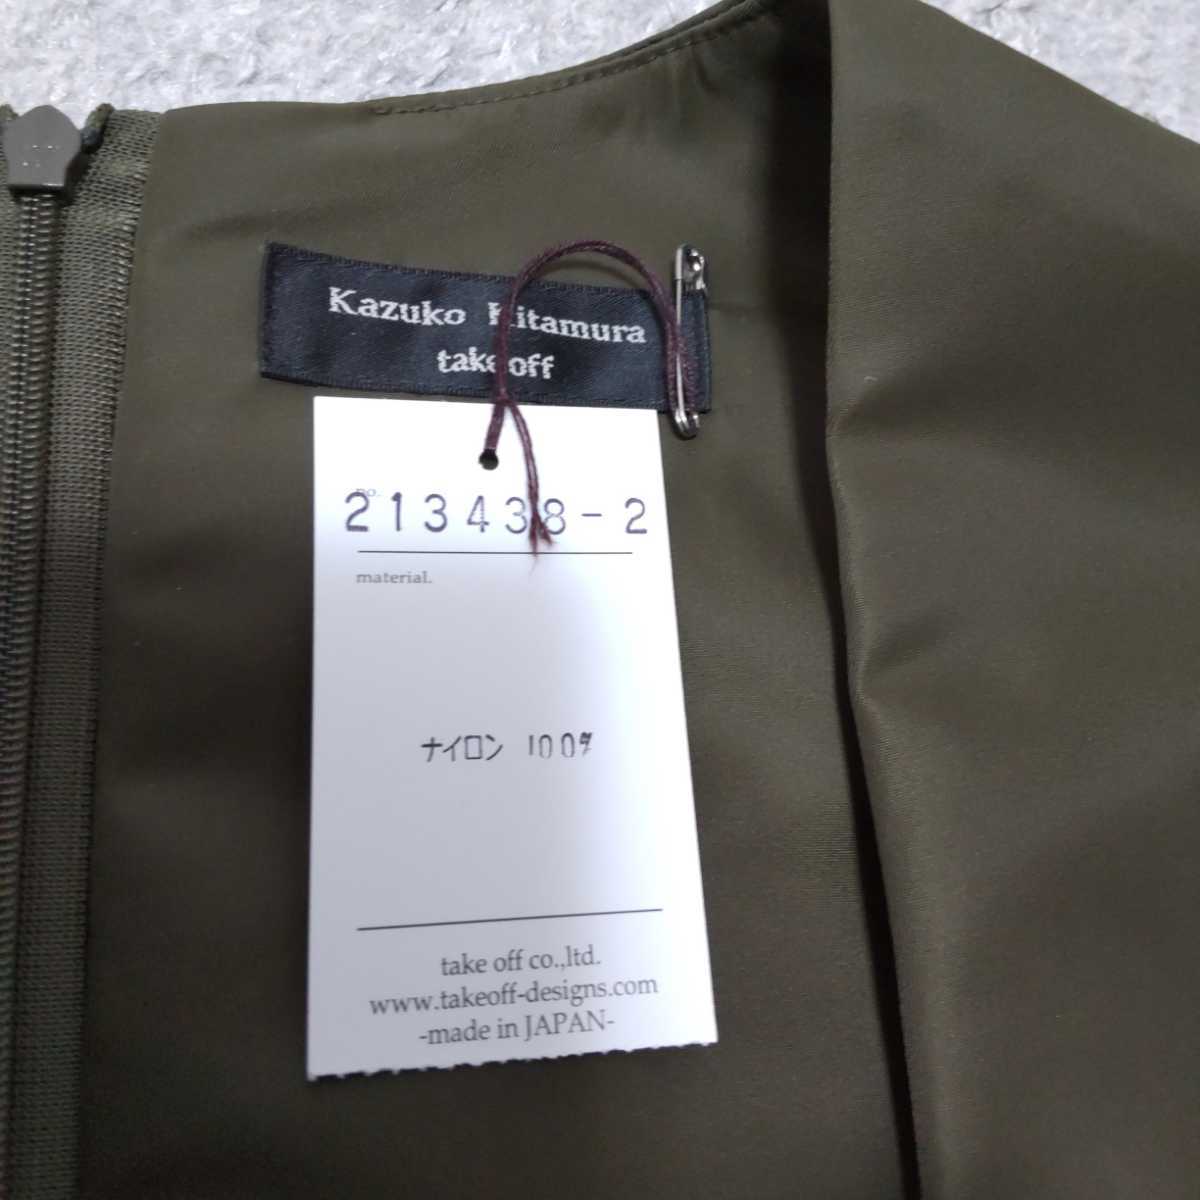 Kazuko Kitamura
take off
no.
213438-2
material.
ナイロン 100%
take off co.,ltd.
www.takeoff-designs.com
-made in JAPAN-